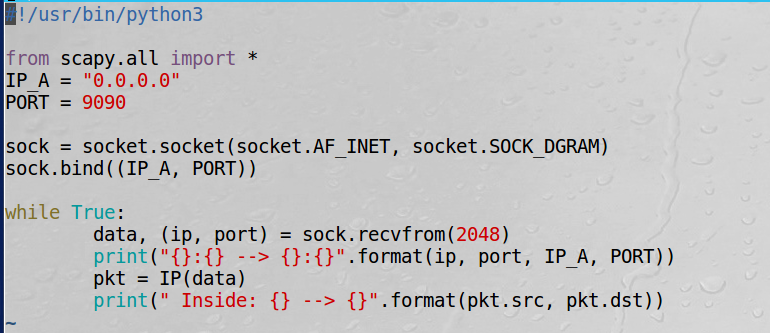 #!/usr/bin/python3
from scapy.all import *
IP_A = "0.0.0.0"
PORT = 9090
sock = socket.socket(socket.AF_INET, socket.SOCK_DGRAM)
sock.bind((IP_A, PORT))
while True:
        data, (ip, port) = sock.recvfrom(2048)
        print("{}:{} --> {}:{}".format(ip, port, IP_A, PORT))
        pkt = IP(data)
        print(" Inside: {} --> {}".format(pkt.src, pkt.dst))
~